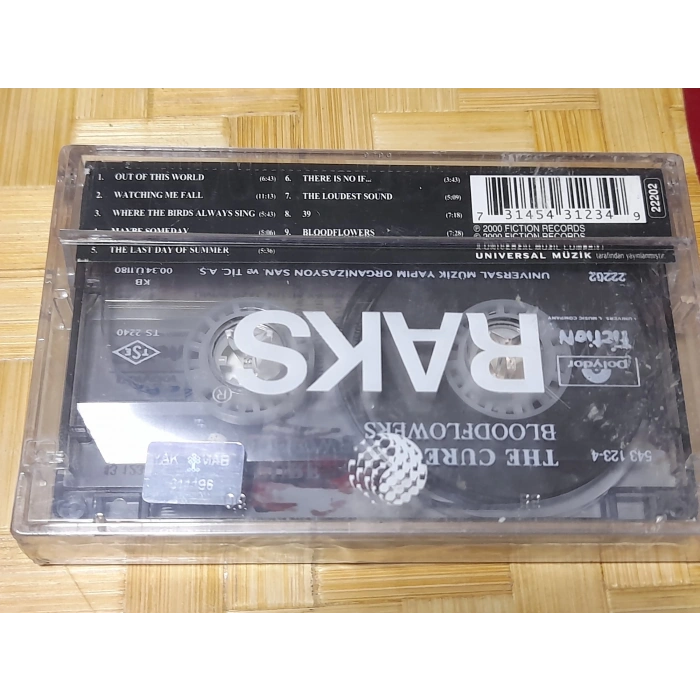 1. OUT OF THIS WORLD (6:43)
2. WATCHING ME FALL (11:13)
3. WHERE THE BIRDS ALWAYS SING (5:43)
4. MAYBE SOMEDAY (5:06)
5. THE LAST DAY OF SUMMER (5:36)
6. THERE IS NO IF... (3:43)
7. THE LOUDEST SOUND (5:09)
8. 39 (7:18)
9. BLOODFLOWERS (7:28)
7 31454 31234 9
22202
℗ 2000 FICTION RECORDS
© 2000 FICTION RECORDS
UNIVERSAL MÜZİK tarafından yayınlanmıştır.
22202
UNIVERSAL MÜZİK YAPIM ORGANİZASYON SAN. ve TİC A.Ş.
00.34.U.1180
KB
TS 2240
TSE
RAKS ®
fiction
polydor
THE CURE
BLOODFLOWERS
543 123-4